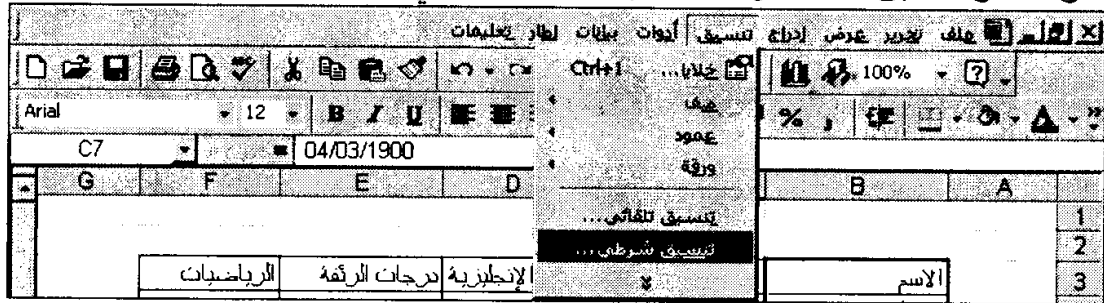 ملف تحرير عرض إدراج تنسيق أدوات بيانات إطار تعليمات
100%
خلايا... Ctrl+1
صف
عمود
ورقة
تنسيق تلقائي...
تنسيق شرطي...
Arial 12 B I U % ,
C7 = 04/03/1900
A B D E F G
1
2
3 الاسم الإنجليزية درجات الرئفة الرياضيات